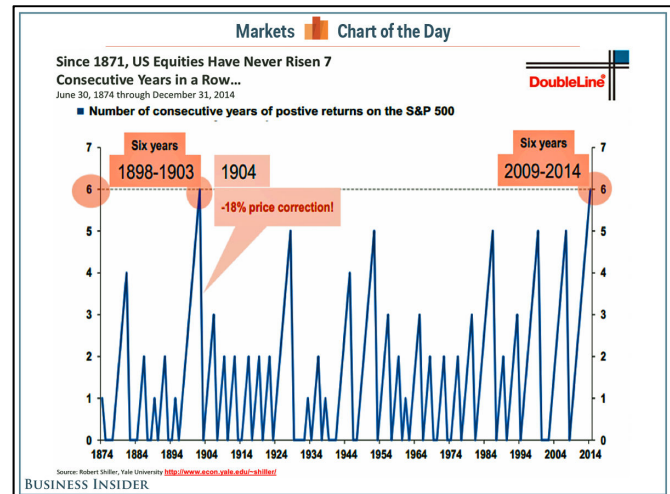 Markets Chart of the Day
Since 1871, US Equities Have Never Risen 7
Consecutive Years in a Row...
June 30, 1874 through December 31, 2014
DoubleLine®
Number of consecutive years of postive returns on the S&P 500
7 7
Six years Six years
1898-1903 1904 2009-2014
6 6
-18% price correction!
5 5
4 4
3 3
2 2
1 1
0 0
1874 1884 1894 1904 1914 1924 1934 1944 1954 1964 1974 1984 1994 2004 2014
Source: Robert Shiller, Yale University http://www.econ.yale.edu/~shiller/
BUSINESS INSIDER